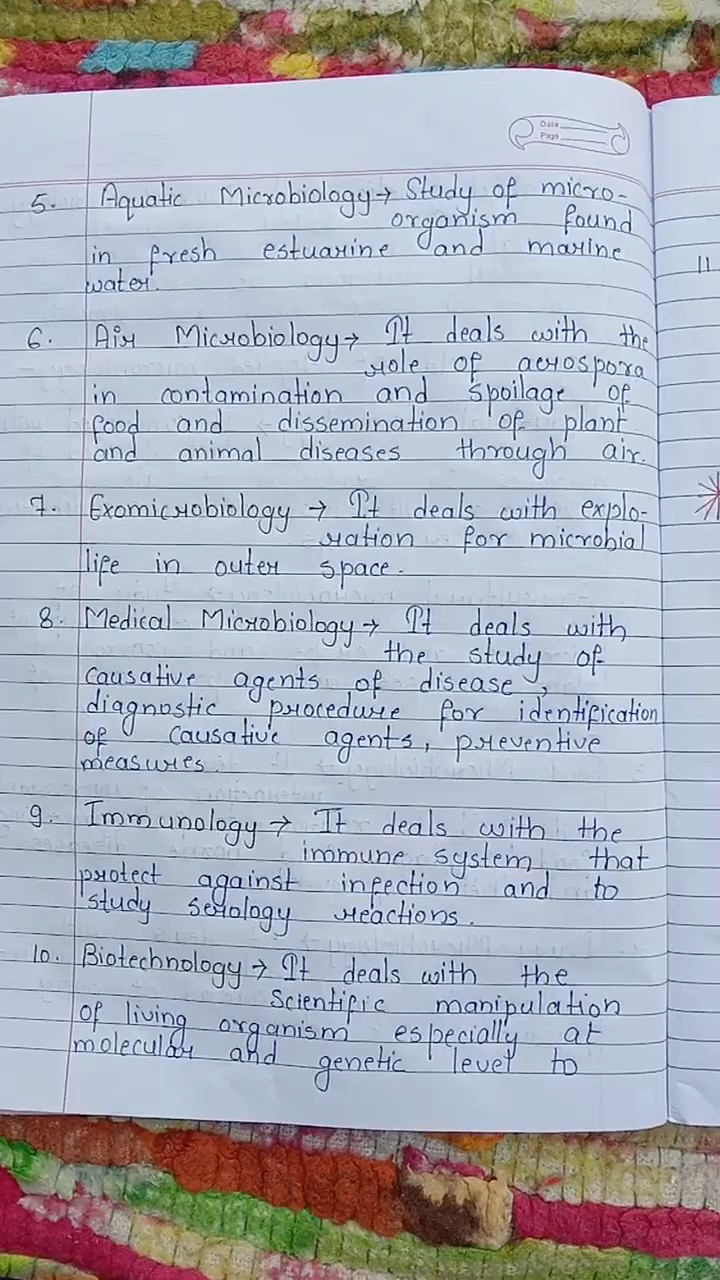 Date
Page
5. Aquatic Microbiology → Study of micro-
organism found
in fresh estuarine and marine
water.
11
6. Air Microbiology → It deals with the
role of aerospora
in contamination and spoilage of
food and dissemination of plant
and animal diseases through air.
7. Exomicrobiology → It deals with explo-
ration for microbial
life in outer space.
8. Medical Microbiology → It deals with
the study of
causative agents of disease,
diagnostic procedure for identification
of causative agents, preventive
measures.
9. Immunology → It deals with the
immune system that
protect against infection and to
study serology reactions.
10. Biotechnology → It deals with the
Scientific manipulation
of living organism especially at
molecular and genetic level to